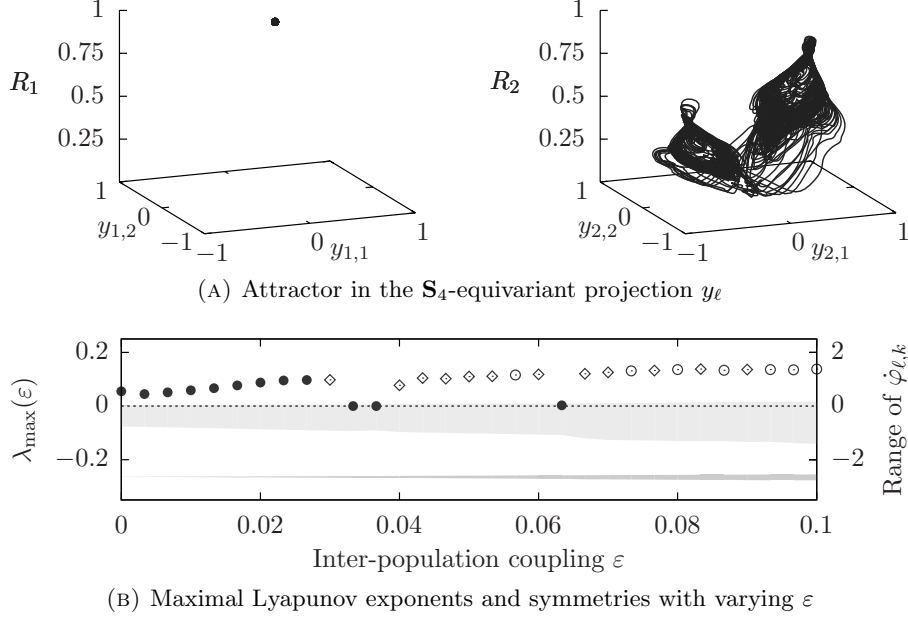 1
0.75
R₁
0.5
0.25
1
y₁,₂
0
−1
−1
0
y₁,₁
1
1
0.75
R₂
0.5
0.25
1
y₂,₂
0
−1
−1
0
y₂,₁
1
(A) Attractor in the S₄-equivariant projection yℓ
λmax(ε)
0.2
0
−0.2
2
0
−2
Range of φ̇ℓ,k
0 0.02 0.04 0.06 0.08 0.1
Inter-population coupling ε
(B) Maximal Lyapunov exponents and symmetries with varying ε